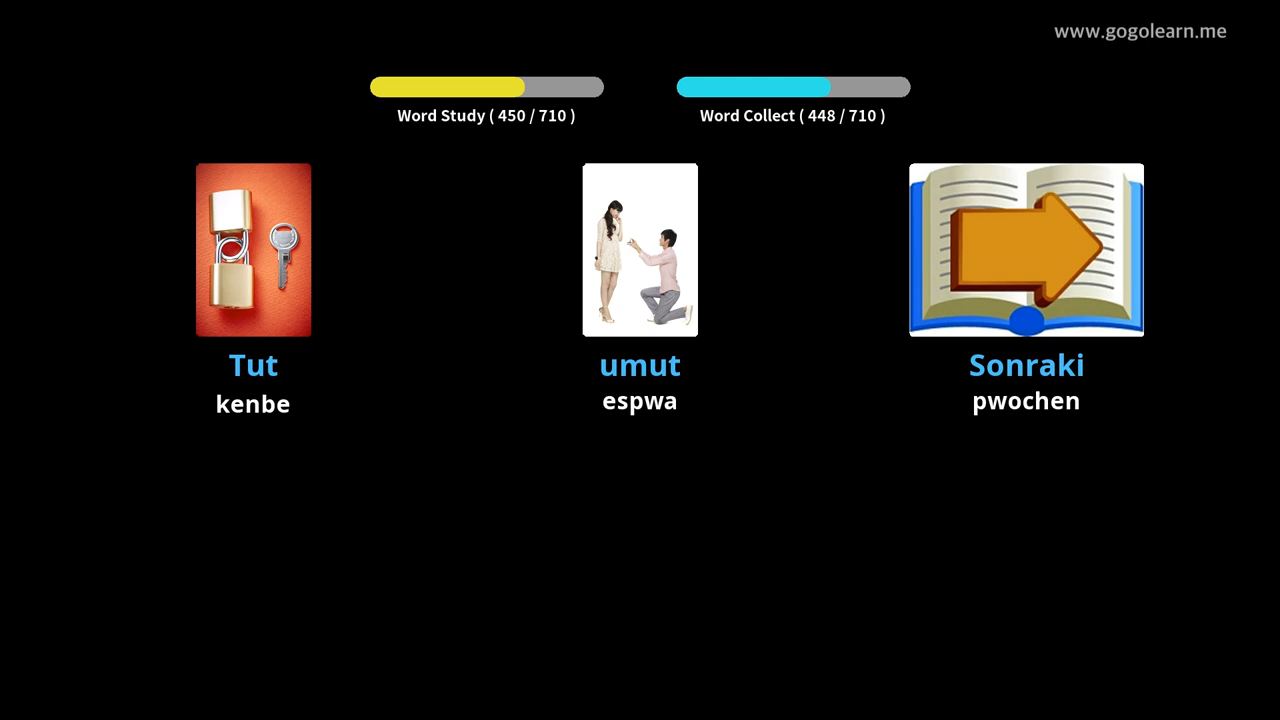 www.gogolearn.me
Word Study ( 450 / 710 )
Word Collect ( 448 / 710 )
Tut
kenbe
umut
espwa
Sonraki
pwochen